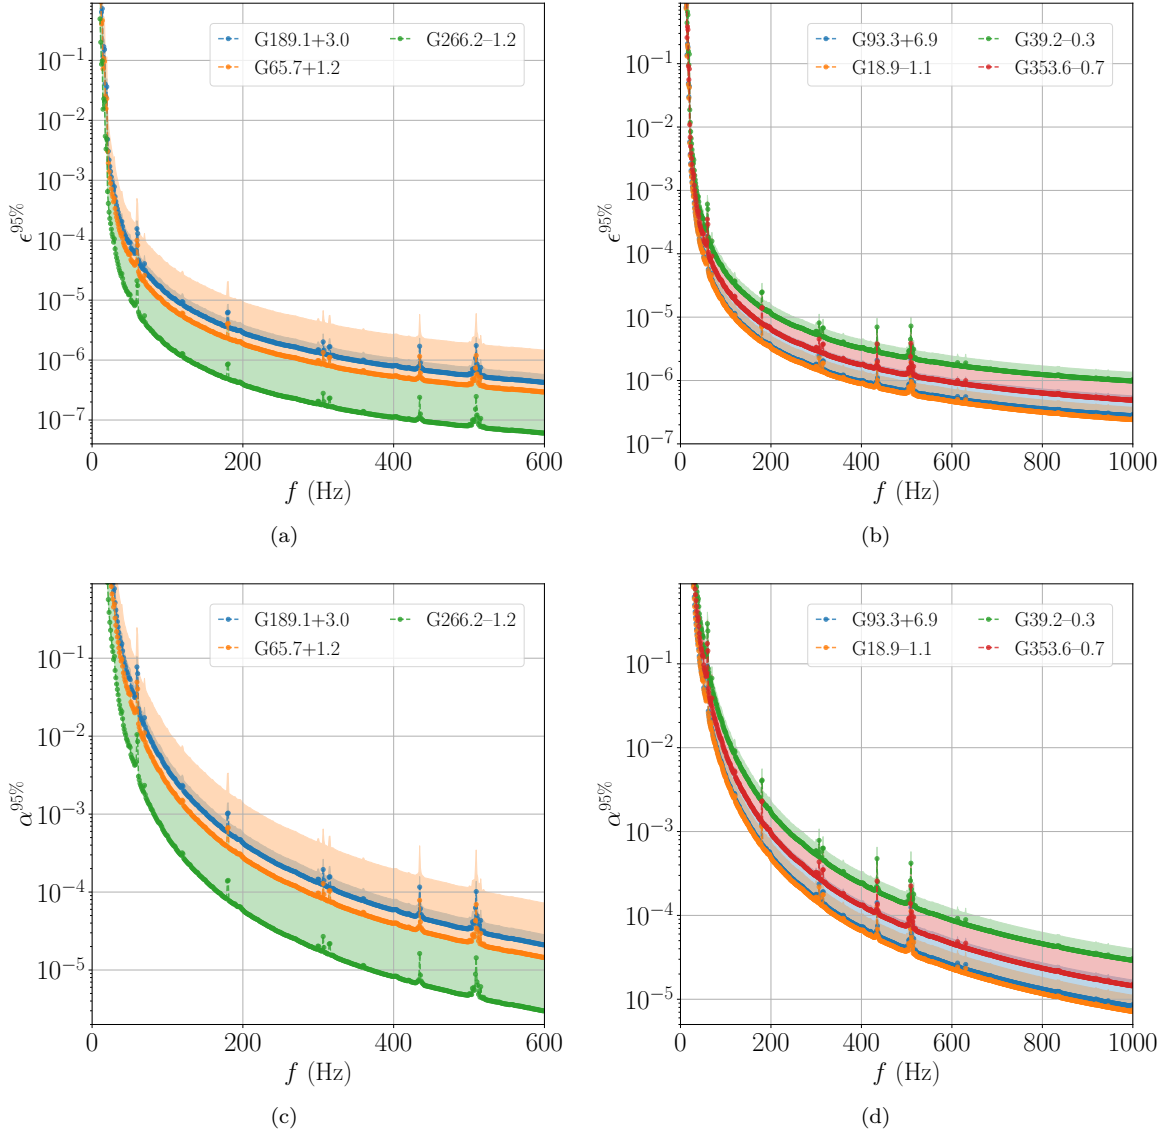 G189.1+3.0 G266.2–1.2
G65.7+1.2
10⁻¹
10⁻²
10⁻³
10⁻⁴
10⁻⁵
10⁻⁶
10⁻⁷
ϵ^95%
0 200 400 600
f (Hz)
(a)
G93.3+6.9 G39.2–0.3
G18.9–1.1 G353.6–0.7
10⁻¹
10⁻²
10⁻³
10⁻⁴
10⁻⁵
10⁻⁶
10⁻⁷
ϵ^95%
0 200 400 600 800 1000
f (Hz)
(b)
G189.1+3.0 G266.2–1.2
G65.7+1.2
10⁻¹
10⁻²
10⁻³
10⁻⁴
10⁻⁵
α^95%
0 200 400 600
f (Hz)
(c)
G93.3+6.9 G39.2–0.3
G18.9–1.1 G353.6–0.7
10⁻¹
10⁻²
10⁻³
10⁻⁴
10⁻⁵
α^95%
0 200 400 600 800 1000
f (Hz)
(d)